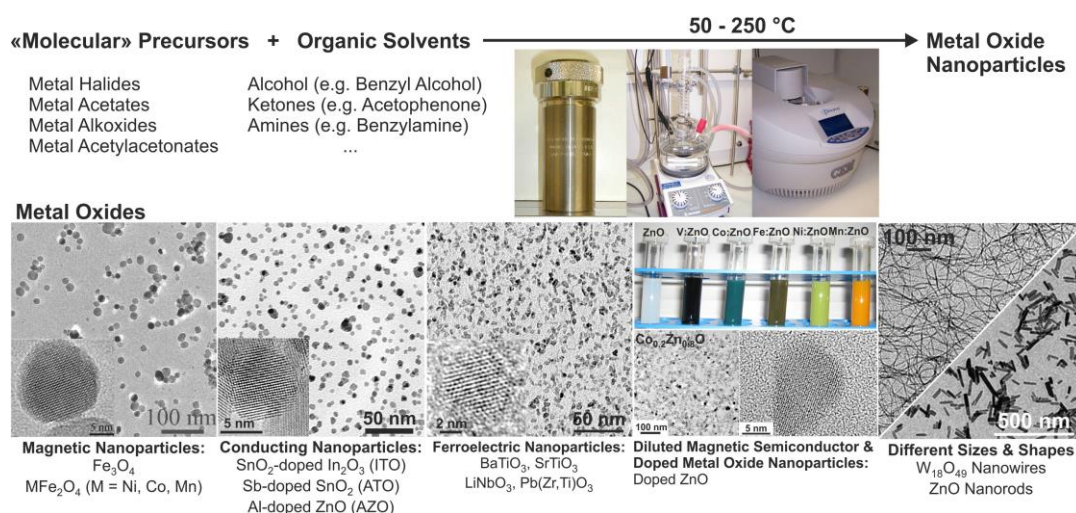 50 - 250 °C
«Molecular» Precursors + Organic Solvents
Metal Oxide
Nanoparticles
Metal Halides
Metal Acetates
Metal Alkoxides
Metal Acetylacetonates
Alcohol (e.g. Benzyl Alcohol)
Ketones (e.g. Acetophenone)
Amines (e.g. Benzylamine)
...
CEM
Metal Oxides
5 nm
100 nm
5 nm
50 nm
2 nm
50 nm
ZnO V:ZnO Co:ZnO Fe:ZnO Ni:ZnO Mn:ZnO
Co0.2Zn0.8O
100 nm
5 nm
100 nm
500 nm
Magnetic Nanoparticles:
Fe3O4
MFe2O4 (M = Ni, Co, Mn)
Conducting Nanoparticles:
SnO2-doped In2O3 (ITO)
Sb-doped SnO2 (ATO)
Al-doped ZnO (AZO)
Ferroelectric Nanoparticles:
BaTiO3, SrTiO3
LiNbO3, Pb(Zr,Ti)O3
Diluted Magnetic Semiconductor &
Doped Metal Oxide Nanoparticles:
Doped ZnO
Different Sizes & Shapes
W18O49 Nanowires
ZnO Nanorods